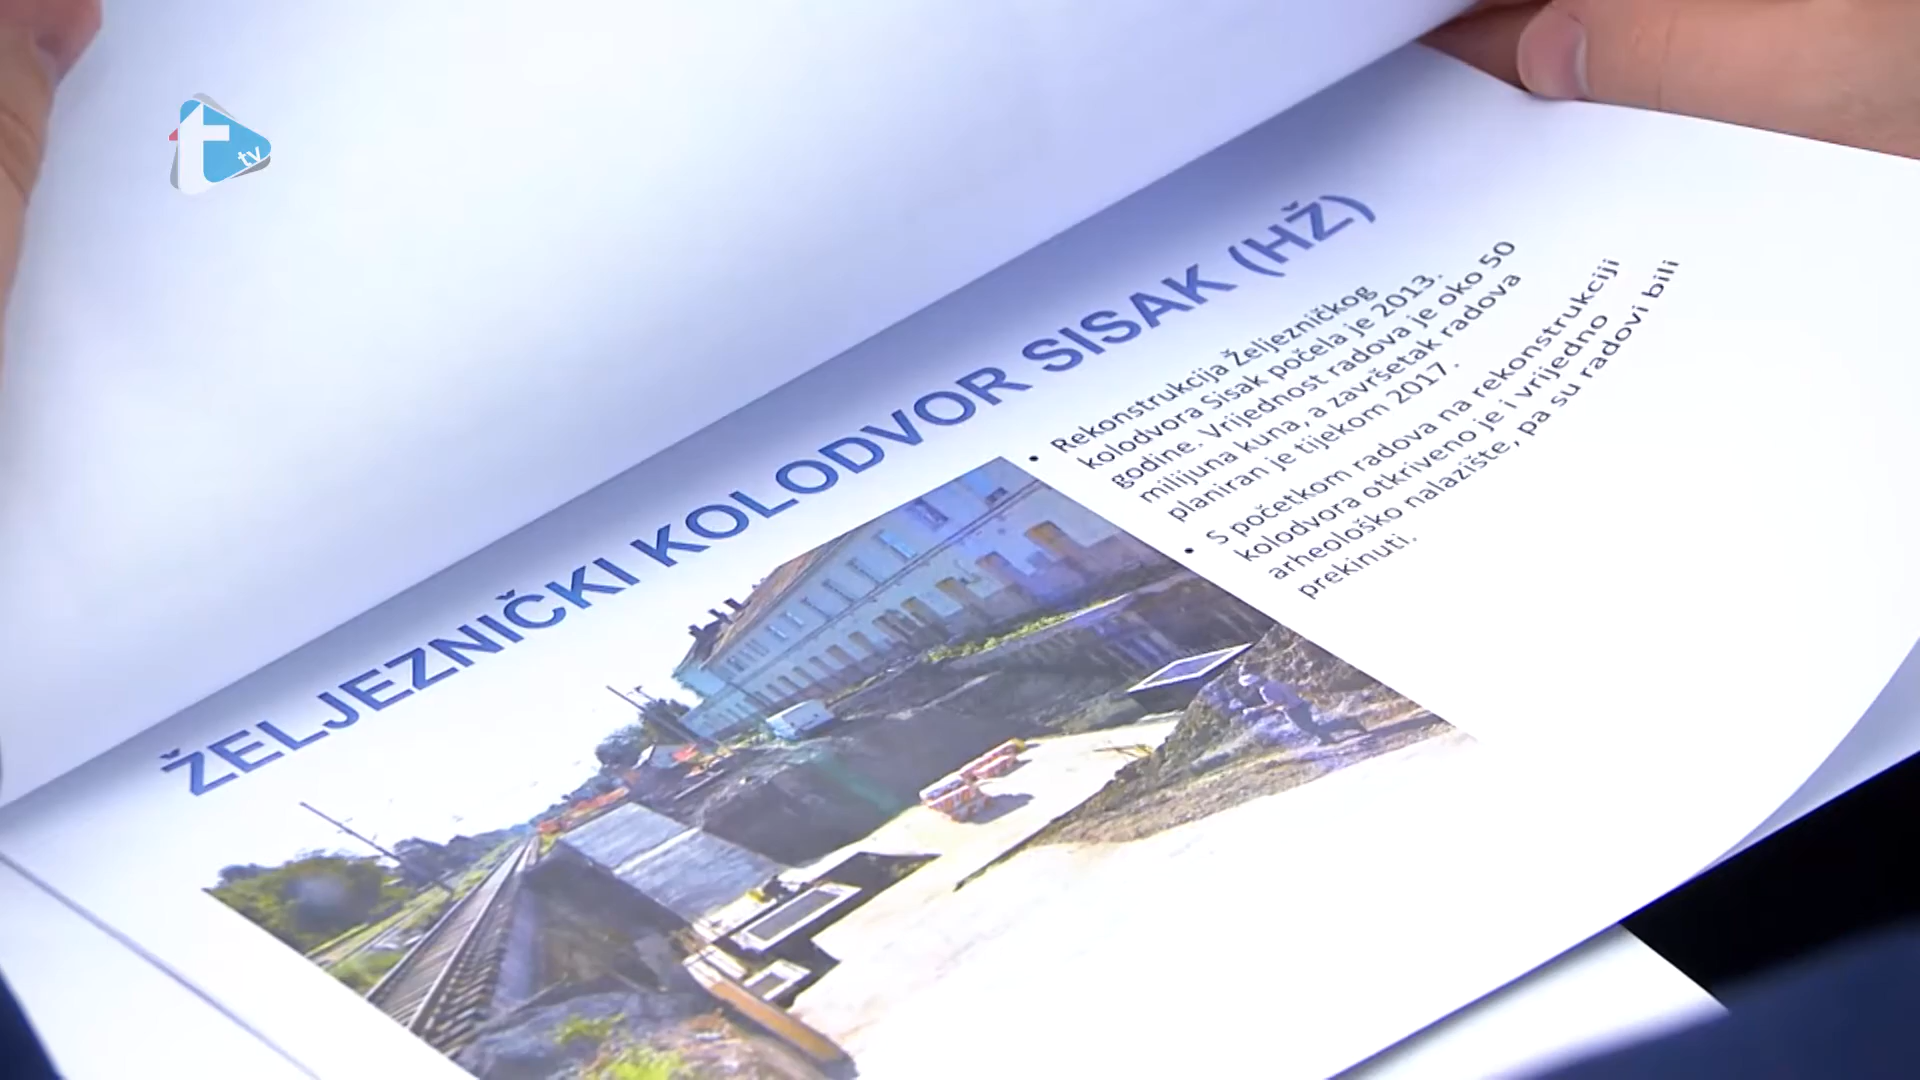 t tv
ŽELJEZNIČKI KOLODVOR SISAK (HŽ)
• Rekonstrukcija Željezničkog
kolodvora Sisak počela je 2013.
godine. Vrijednost radova je oko 50
milijuna kuna, a završetak radova
planiran je tijekom 2017.
• S početkom radova na rekonstrukciji
kolodvora otkriveno je i vrijedno
arheološko nalazište, pa su radovi bili
prekinuti.